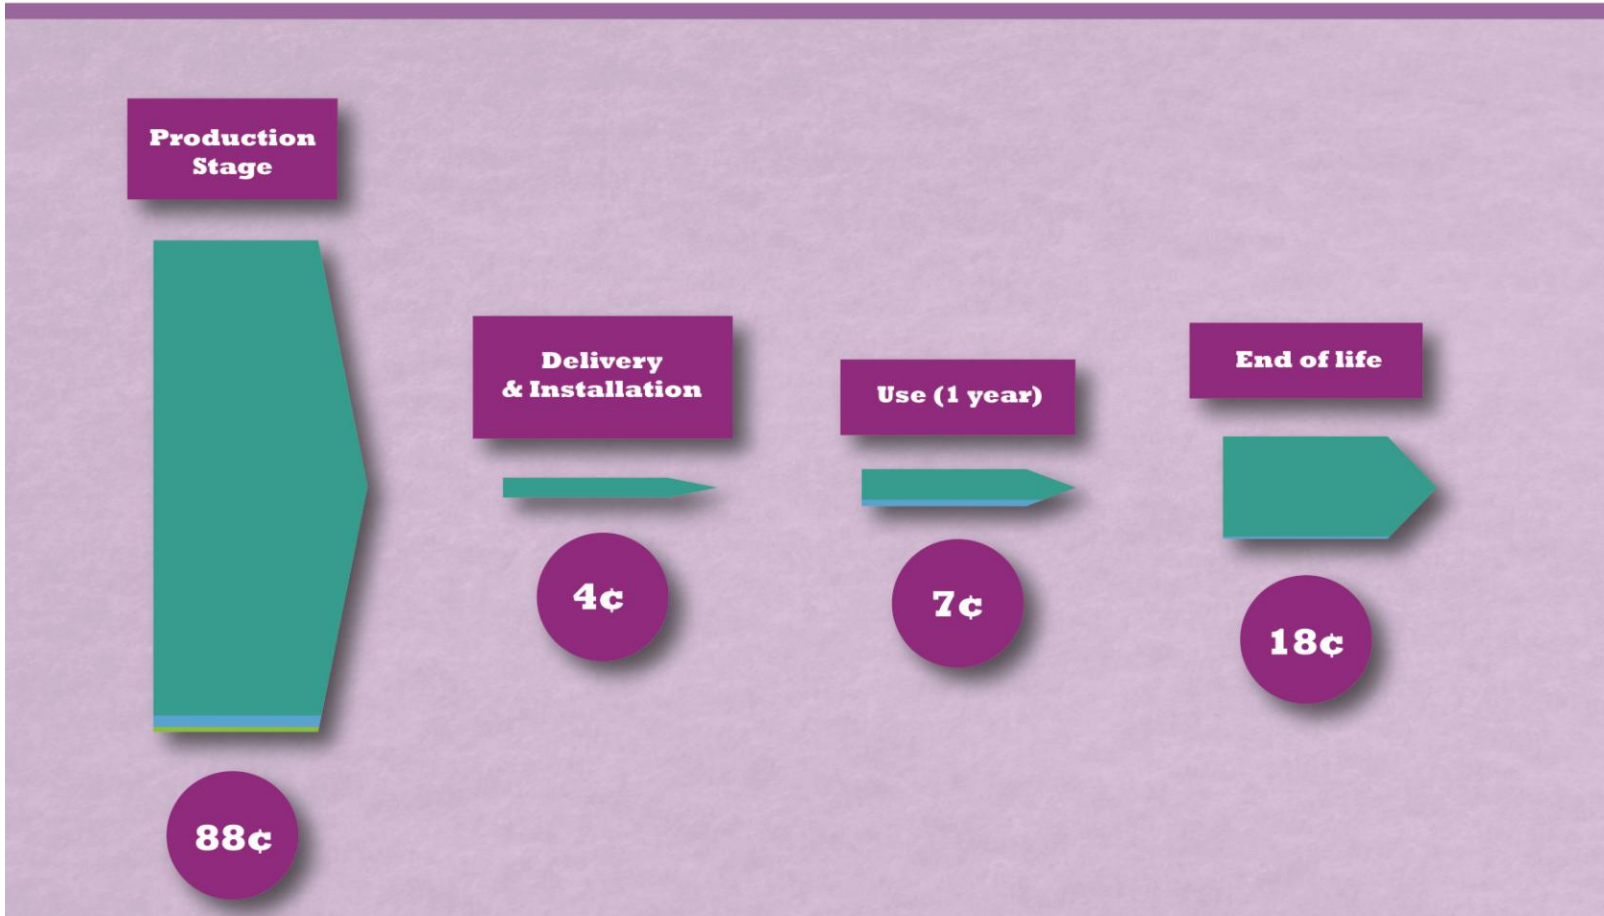 Production
Stage
Delivery
& Installation
Use (1 year)
End of life
4¢
7¢
18¢
88¢